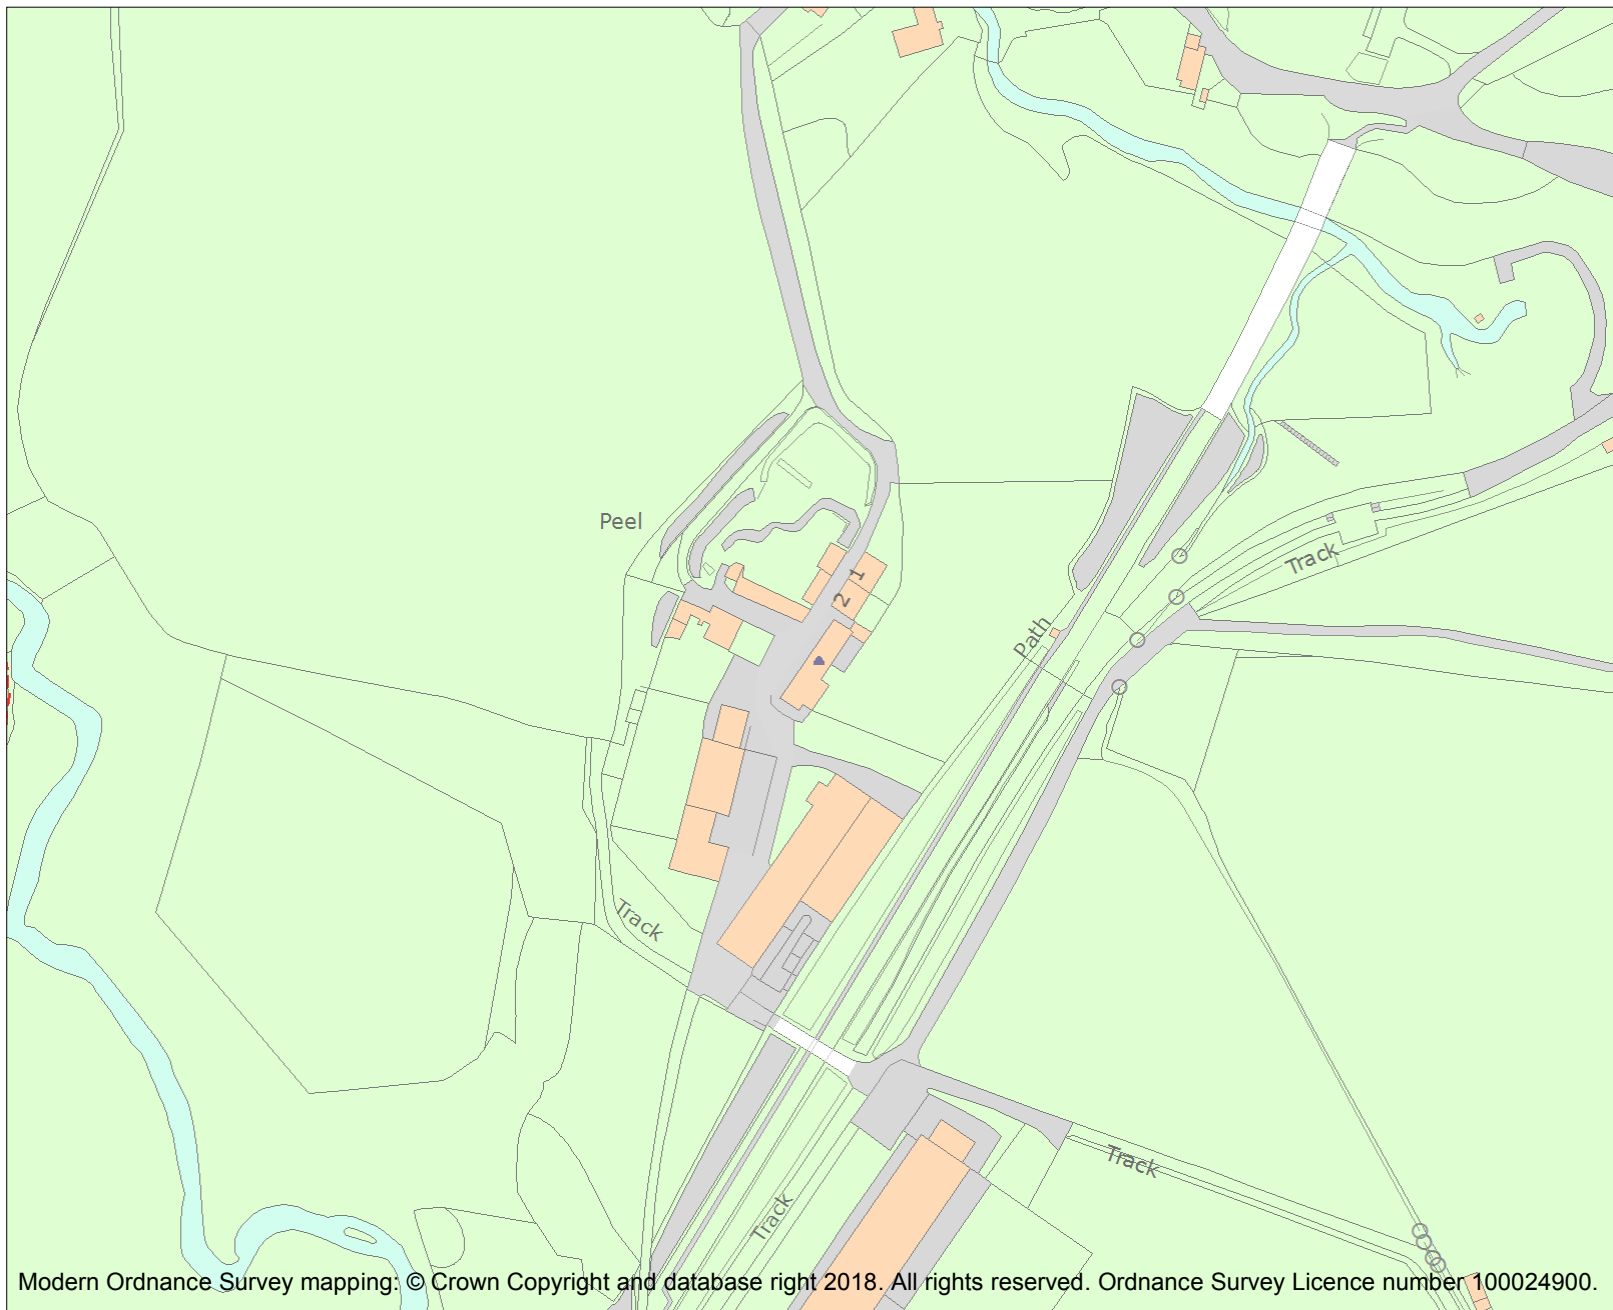 Peel
1
2
Track
Path
Track
Track
Track
Modern Ordnance Survey mapping: © Crown Copyright and database right 2018. All rights reserved. Ordnance Survey Licence number 100024900.